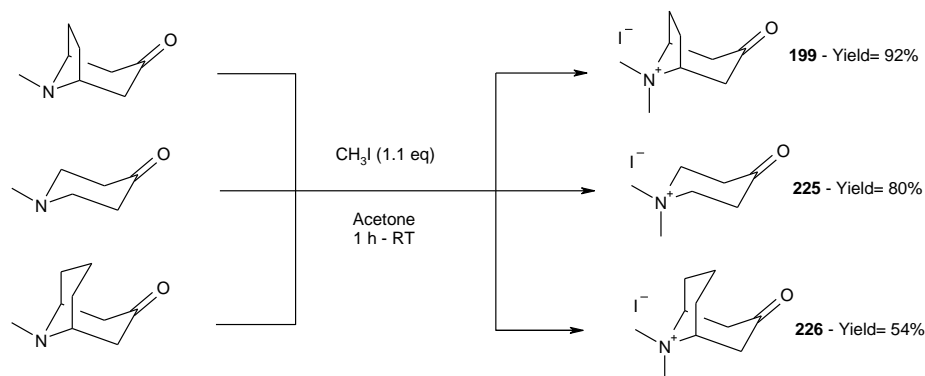 O
N
I⁻
O
N⁺
199 - Yield= 92%
O
N
CH₃I (1.1 eq)
Acetone
1 h - RT
I⁻
O
N⁺
225 - Yield= 80%
O
N
I⁻
O
N⁺
226 - Yield= 54%